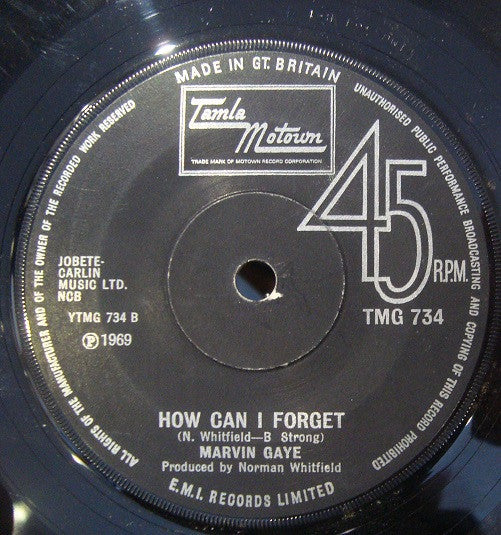 MADE IN GT. BRITAIN
UNAUTHORISED PUBLIC PERFORMANCE BROADCASTING AND COPYING OF THIS RECORD PROHIBITED
ALL RIGHTS OF THE MANUFACTURER AND OF THE OWNER OF THE RECORDED WORK RESERVED
Tamla
Motown
TRADE MARK OF MOTOWN RECORD CORPORATION
45
R.P.M.
TMG 734
JOBETE-
CARLIN
MUSIC LTD.
NCB
YTMG 734 B
Ⓟ 1969
HOW CAN I FORGET
(N. Whitfield—B Strong)
MARVIN GAYE
Produced by Norman Whitfield
E.M.I. RECORDS LIMITED